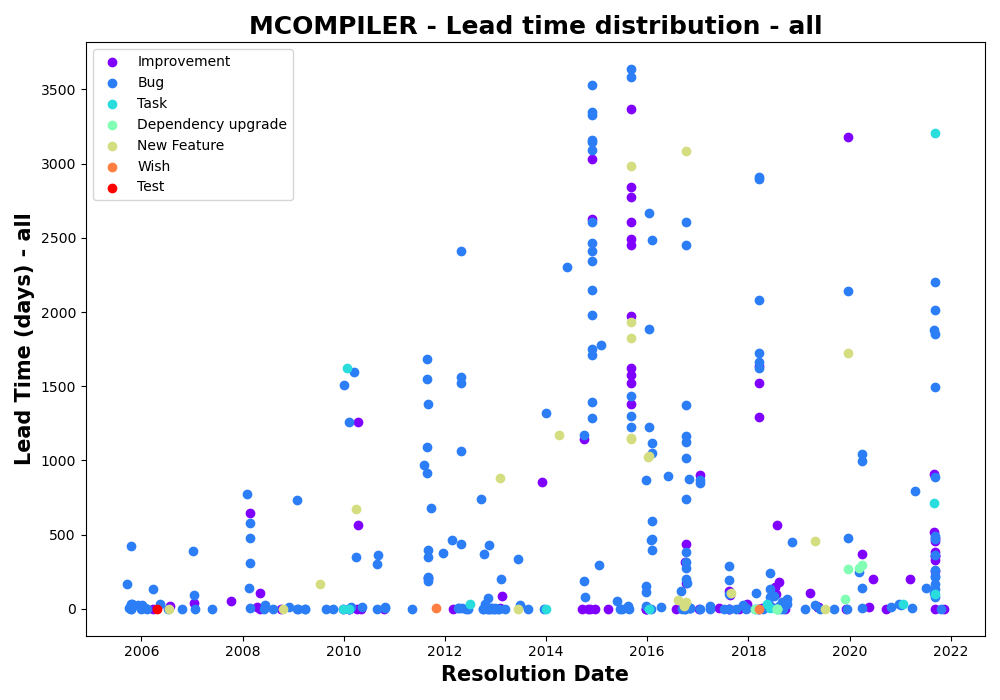 MCOMPILER - Lead time distribution - all
Improvement
Bug
Task
Dependency upgrade
New Feature
Wish
Test
Lead Time (days) - all
3500
3000
2500
2000
1500
1000
500
0
2006 2008 2010 2012 2014 2016 2018 2020 2022
Resolution Date